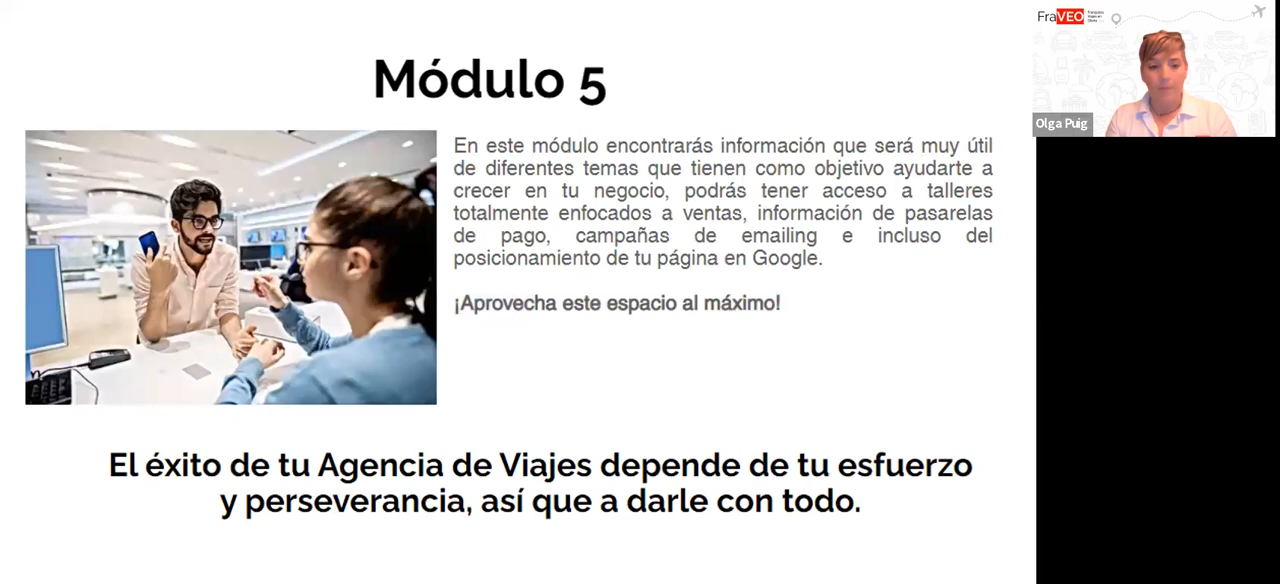 Módulo 5
En este módulo encontrarás información que será muy útil
de diferentes temas que tienen como objetivo ayudarte a
crecer en tu negocio, podrás tener acceso a talleres
totalmente enfocados a ventas, información de pasarelas
de pago, campañas de emailing e incluso del
posicionamiento de tu página en Google.
¡Aprovecha este espacio al máximo!
El éxito de tu Agencia de Viajes depende de tu esfuerzo
y perseverancia, así que a darle con todo.
FraVEO
Olga Puig